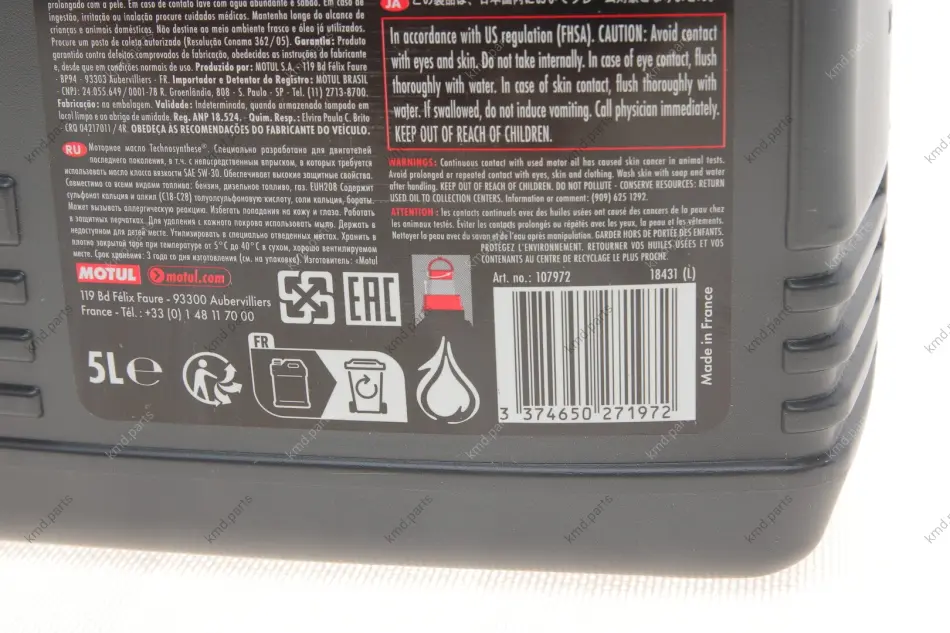 prolongado com a pele. Em caso de contato lave com água abundante e sabão. Em caso de
ingestão, irritação ou inalação procure cuidados médicos. Mantenha longe do alcance de
crianças e animais domésticos. Não destine ao meio ambiente fresco e óleo já utilizados.
Procure um posto de coleta autorizado (Resolução Conama 362/05). Garantia: Produto
garantido contra defeitos comprovados de fabricação, obedecidas as instruções do fabricante
e, desde que em condições normais de uso. Produzido por: MOTUL S.A. - 119 Bd Félix Faure
- BP94 - 93303 Aubervilliers - FR. Importador e Detentor do Registro: MOTUL BRASIL
- CNPJ: 24.055.649/0001-78 R. Groenlândia, 808 - S. Paulo - SP - Tel. (11) 2713-8700.
Fabricação: na embalagem. Validade: Indeterminada, quando armazenado tampado em
local limpo e ao abrigo de umidade. Reg. ANP 18.524. Quim. Resp.: Elvira Paula C. Brito
CRQ 04217011/4R. OBEDEÇA ÀS RECOMENDAÇÕES DO FABRICANTE DO VEÍCULO.
RU Моторное масло Technosynthese®. Специально разработано для двигателей
последнего поколения, в т.ч. с непосредственным впрыском, в которых требуется
использовать масло класса вязкости SAE 5W-30. Обеспечивает высокие защитные свойства.
Совместимо со всеми видами топлива: бензин, дизельное топливо, газ. EUH208 Содержит
сульфонат кальция и алкил (C18-C28) толуолсульфоновую кислоту, соли кальция, бораты.
Может вызывать аллергическую реакцию. Избегать попадания на кожу и глаза. Работать
в защитных перчатках. Для удаления с кожного покрова использовать мыло. Держать в
недоступном для детей месте. Утилизировать в специально отведенных местах. Хранить в
плотно закрытой таре при температуре от 5°C до 40°C в сухом, хорошо вентилируемом
месте. Срок хранения: 3 года со дня изготовления (см. на упаковке). Изготовитель: «Motul
MOTUL motul.com
119 Bd Félix Faure - 93300 Aubervilliers
France - Tél.: +33 (0) 1 48 11 70 00
EAC
5L e
FR
JA
In accordance with US regulation (FHSA). CAUTION: Avoid contact
with eyes and skin. Do not take internally. In case of eye contact, flush
thoroughly with water. In case of skin contact, flush thoroughly with
water. If swallowed, do not induce vomiting. Call physician immediately.
KEEP OUT OF REACH OF CHILDREN.
WARNINGS: Continuous contact with used motor oil has caused skin cancer in animal tests.
Avoid prolonged or repeated contact with eyes, skin and clothing. Wash skin with soap and water
after handling. KEEP OUT OF REACH OF CHILDREN. DO NOT POLLUTE - CONSERVE RESOURCES: RETURN
USED OIL TO COLLECTION CENTERS. Information or comment: (909) 625 1292.
ATTENTION : les contacts continuels avec des huiles usées ont causé des cancers de la peau chez
les animaux testés. Éviter les contacts prolongés ou répétés avec les yeux, la peau et les vêtements.
Nettoyer la peau avec du savon et de l'eau après manipulation. GARDER HORS DE PORTÉE DES ENFANTS.
PROTÉGEZ L'ENVIRONNEMENT. RETOURNER VOS HUILES USÉES ET VOS
CONTENANTS AU CENTRE DE RECYCLAGE LE PLUS PROCHE.
Art. no.: 107972 18431 (L)
3 374650 271972
Made in France
kmd.parts